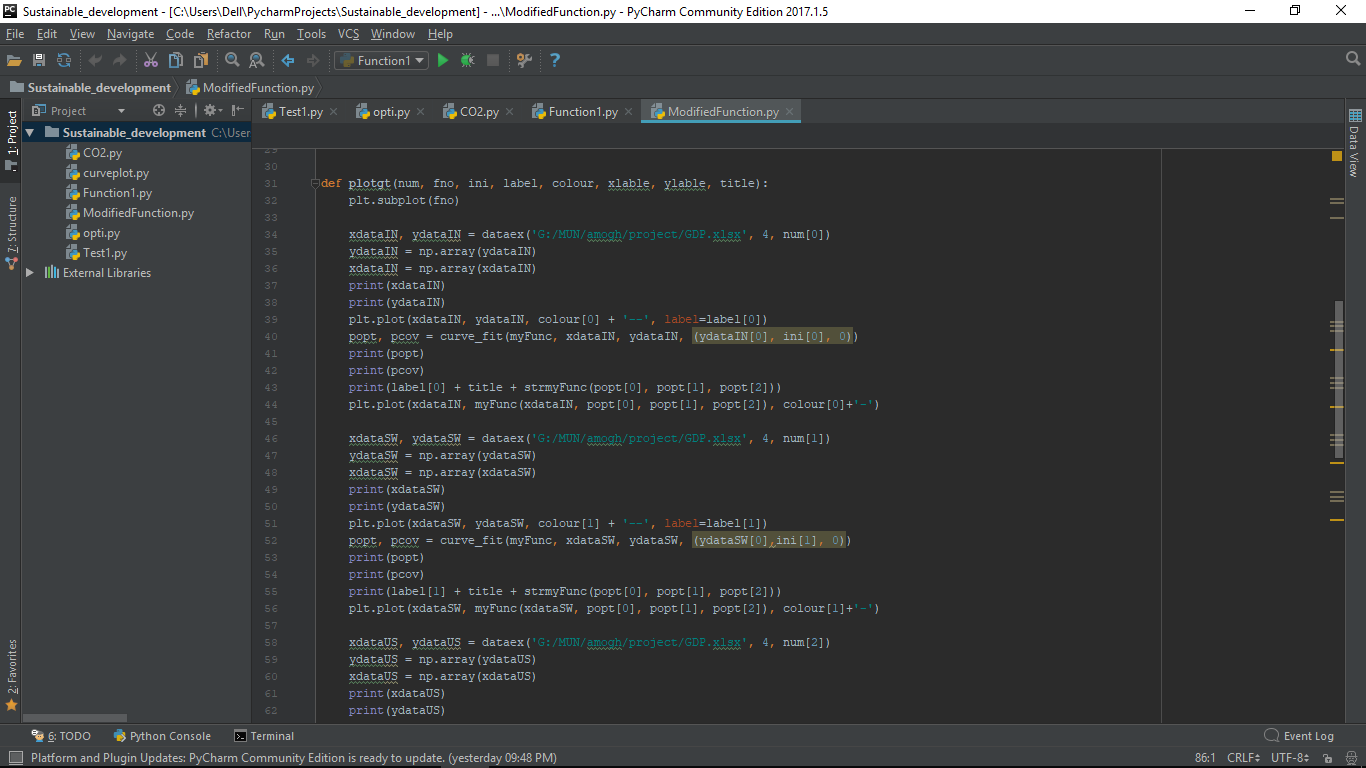 Sustainable_development - [C:\Users\Dell\PycharmProjects\Sustainable_development] - ...\ModifiedFunction.py - PyCharm Community Edition 2017.1.5
File Edit View Navigate Code Refactor Run Tools VCS Window Help
Function1
Sustainable_development ModifiedFunction.py
Project
Test1.py opti.py CO2.py Function1.py ModifiedFunction.py
1: Project
7: Structure
2: Favorites
Sustainable_development C:\User
CO2.py
curveplot.py
Function1.py
ModifiedFunction.py
opti.py
Test1.py
External Libraries
29
30
31 def plotgt(num, fno, ini, label, colour, xlable, ylable, title):
32 plt.subplot(fno)
33
34 xdataIN, ydataIN = dataex('G:/MUN/amogh/project/GDP.xlsx', 4, num[0])
35 ydataIN = np.array(ydataIN)
36 xdataIN = np.array(xdataIN)
37 print(xdataIN)
38 print(ydataIN)
39 plt.plot(xdataIN, ydataIN, colour[0] + '--', label=label[0])
40 popt, pcov = curve_fit(myFunc, xdataIN, ydataIN, (ydataIN[0], ini[0], 0))
41 print(popt)
42 print(pcov)
43 print(label[0] + title + strmyFunc(popt[0], popt[1], popt[2]))
44 plt.plot(xdataIN, myFunc(xdataIN, popt[0], popt[1], popt[2]), colour[0]+'-')
45
46 xdataSW, ydataSW = dataex('G:/MUN/amogh/project/GDP.xlsx', 4, num[1])
47 ydataSW = np.array(ydataSW)
48 xdataSW = np.array(xdataSW)
49 print(xdataSW)
50 print(ydataSW)
51 plt.plot(xdataSW, ydataSW, colour[1] + '--', label=label[1])
52 popt, pcov = curve_fit(myFunc, xdataSW, ydataSW, (ydataSW[0],ini[1], 0))
53 print(popt)
54 print(pcov)
55 print(label[1] + title + strmyFunc(popt[0], popt[1], popt[2]))
56 plt.plot(xdataSW, myFunc(xdataSW, popt[0], popt[1], popt[2]), colour[1]+'-')
57
58 xdataUS, ydataUS = dataex('G:/MUN/amogh/project/GDP.xlsx', 4, num[2])
59 ydataUS = np.array(ydataUS)
60 xdataUS = np.array(xdataUS)
61 print(xdataUS)
62 print(ydataUS)
Data View
6: TODO Python Console Terminal Event Log
Platform and Plugin Updates: PyCharm Community Edition is ready to update. (yesterday 09:48 PM) 86:1 CRLF UTF-8